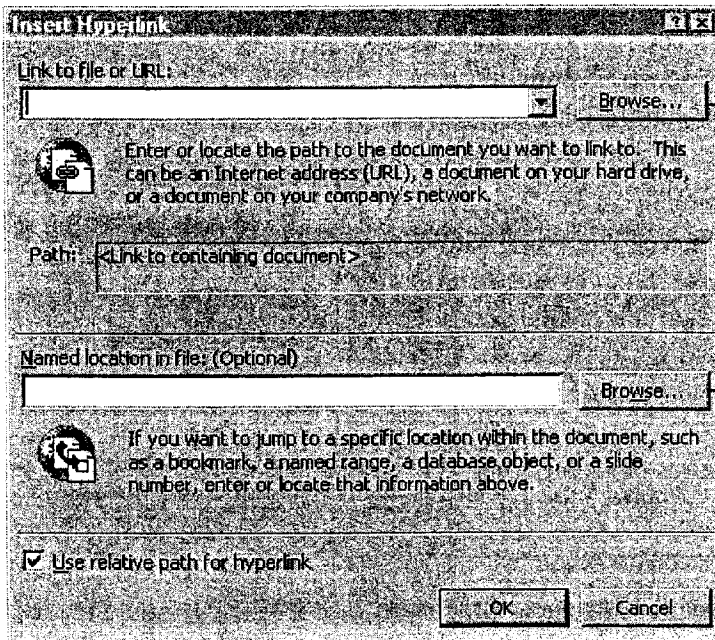 Insert Hyperlink
Link to file or URL:
Browse...
Enter or locate the path to the document you want to link to. This
can be an Internet address (URL), a document on your hard drive,
or a document on your company's network.
Path: <Link to containing document>
Named location in file: (Optional)
Browse...
If you want to jump to a specific location within the document, such
as a bookmark, a named range, a database object, or a slide
number, enter or locate that information above.
Use relative path for hyperlink
OK Cancel